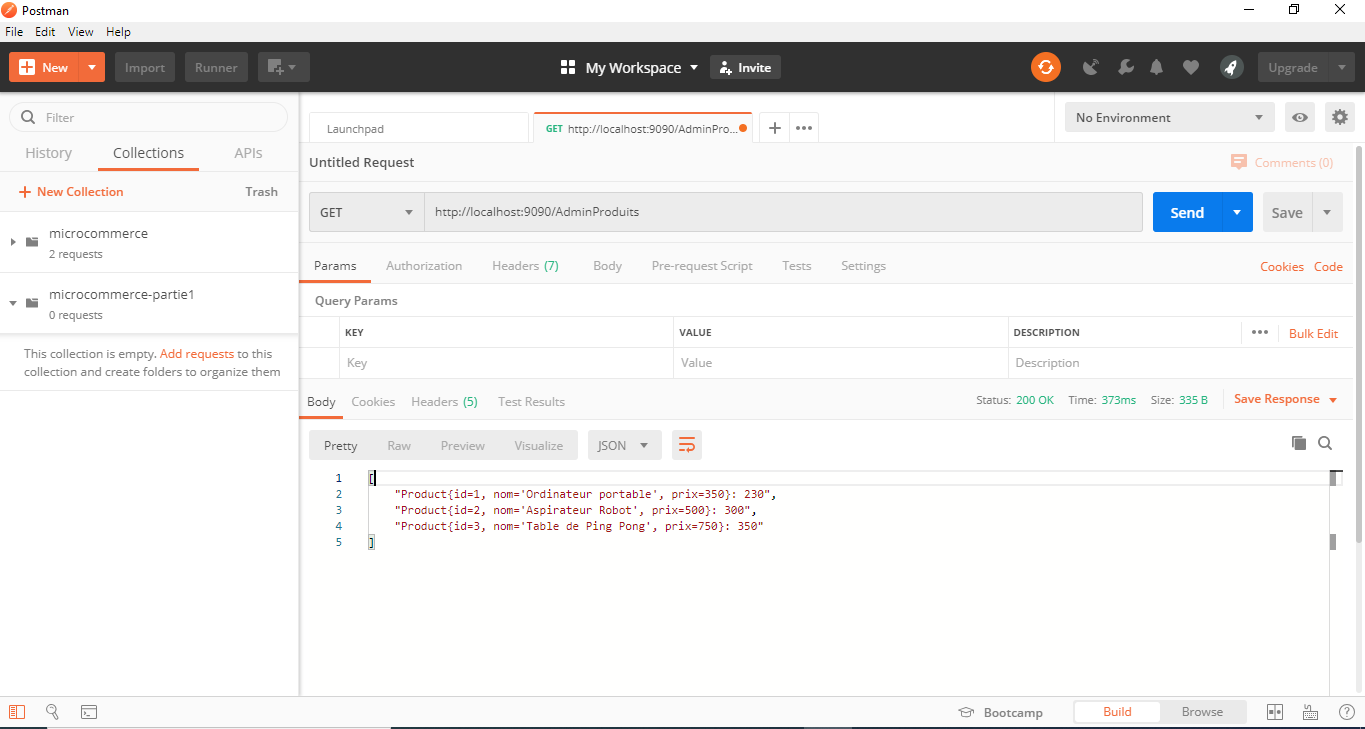 Postman
File Edit View Help
New Import Runner My Workspace Invite Upgrade
Filter
History Collections APIs
New Collection Trash
microcommerce
2 requests
microcommerce-partie1
0 requests
This collection is empty. Add requests to this
collection and create folders to organize them
Launchpad GET http://localhost:9090/AdminPro... No Environment
Untitled Request Comments (0)
GET http://localhost:9090/AdminProduits Send Save
Params Authorization Headers (7) Body Pre-request Script Tests Settings Cookies Code
Query Params
KEY VALUE DESCRIPTION Bulk Edit
Key Value Description
Body Cookies Headers (5) Test Results Status: 200 OK Time: 373ms Size: 335 B Save Response
Pretty Raw Preview Visualize JSON
1 [
2 "Product{id=1, nom='Ordinateur portable', prix=350}: 230",
3 "Product{id=2, nom='Aspirateur Robot', prix=500}: 300",
4 "Product{id=3, nom='Table de Ping Pong', prix=750}: 350"
5 ]
Bootcamp Build Browse